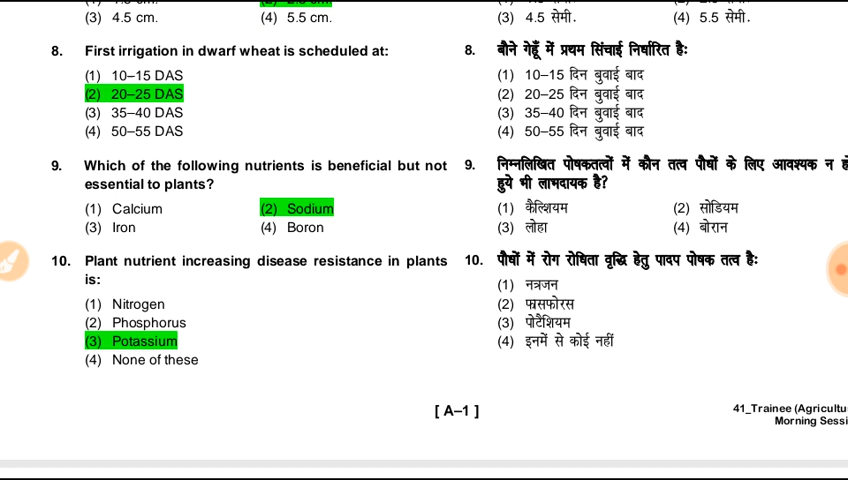 (3) 4.5 cm. (4) 5.5 cm.
8. First irrigation in dwarf wheat is scheduled at:
(1) 10–15 DAS
(2) 20–25 DAS
(3) 35–40 DAS
(4) 50–55 DAS
9. Which of the following nutrients is beneficial but not
essential to plants?
(1) Calcium (2) Sodium
(3) Iron (4) Boron
10. Plant nutrient increasing disease resistance in plants
is:
(1) Nitrogen
(2) Phosphorus
(3) Potassium
(4) None of these
(3) 4.5 सेमी. (4) 5.5 सेमी.
8. बौने गेहूँ में प्रथम सिंचाई निर्धारित है:
(1) 10–15 दिन बुवाई बाद
(2) 20–25 दिन बुवाई बाद
(3) 35–40 दिन बुवाई बाद
(4) 50–55 दिन बुवाई बाद
9. निम्नलिखित पोषकतत्वों में कौन तत्व पौधों के लिए आवश्यक न
हुये भी लाभदायक है?
(1) कैल्शियम (2) सोडियम
(3) लोहा (4) बोरान
10. पौधों में रोग रोधिता वृद्धि हेतु पादप पोषक तत्व है:
(1) नत्रजन
(2) फासफोरस
(3) पोटैशियम
(4) इनमें से कोई नहीं
[ A–1 ]
41_Trainee (Agricultu
Morning Sessi